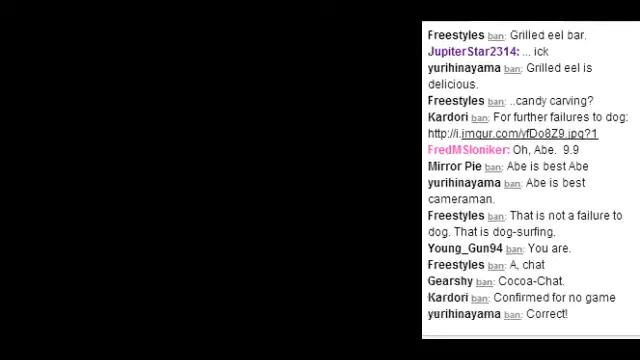 Freestyles ban: Grilled eel bar.
JupiterStar2314: ... ick
yurihinayama ban: Grilled eel is
delicious.
Freestyles ban: ..candy carving?
Kardori ban: For further failures to dog:
http://i.imgur.com/vfDo8Z9.jpg?1
FredMSloniker: Oh, Abe. 9.9
Mirror Pie ban: Abe is best Abe
yurihinayama ban: Abe is best
cameraman.
Freestyles ban: That is not a failure to
dog. That is dog-surfing.
Young_Gun94 ban: You are.
Freestyles ban: A, chat
Gearshy ban: Cocoa-Chat.
Kardori ban: Confirmed for no game
yurihinayama ban: Correct!